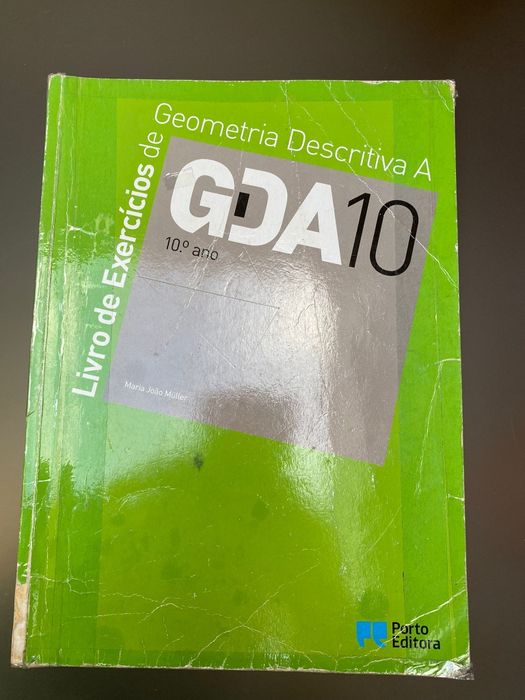 Livro de Exercícios de
Geometria Descritiva A
GDA10
10.º ano
Maria João Müller
Porto
Editora